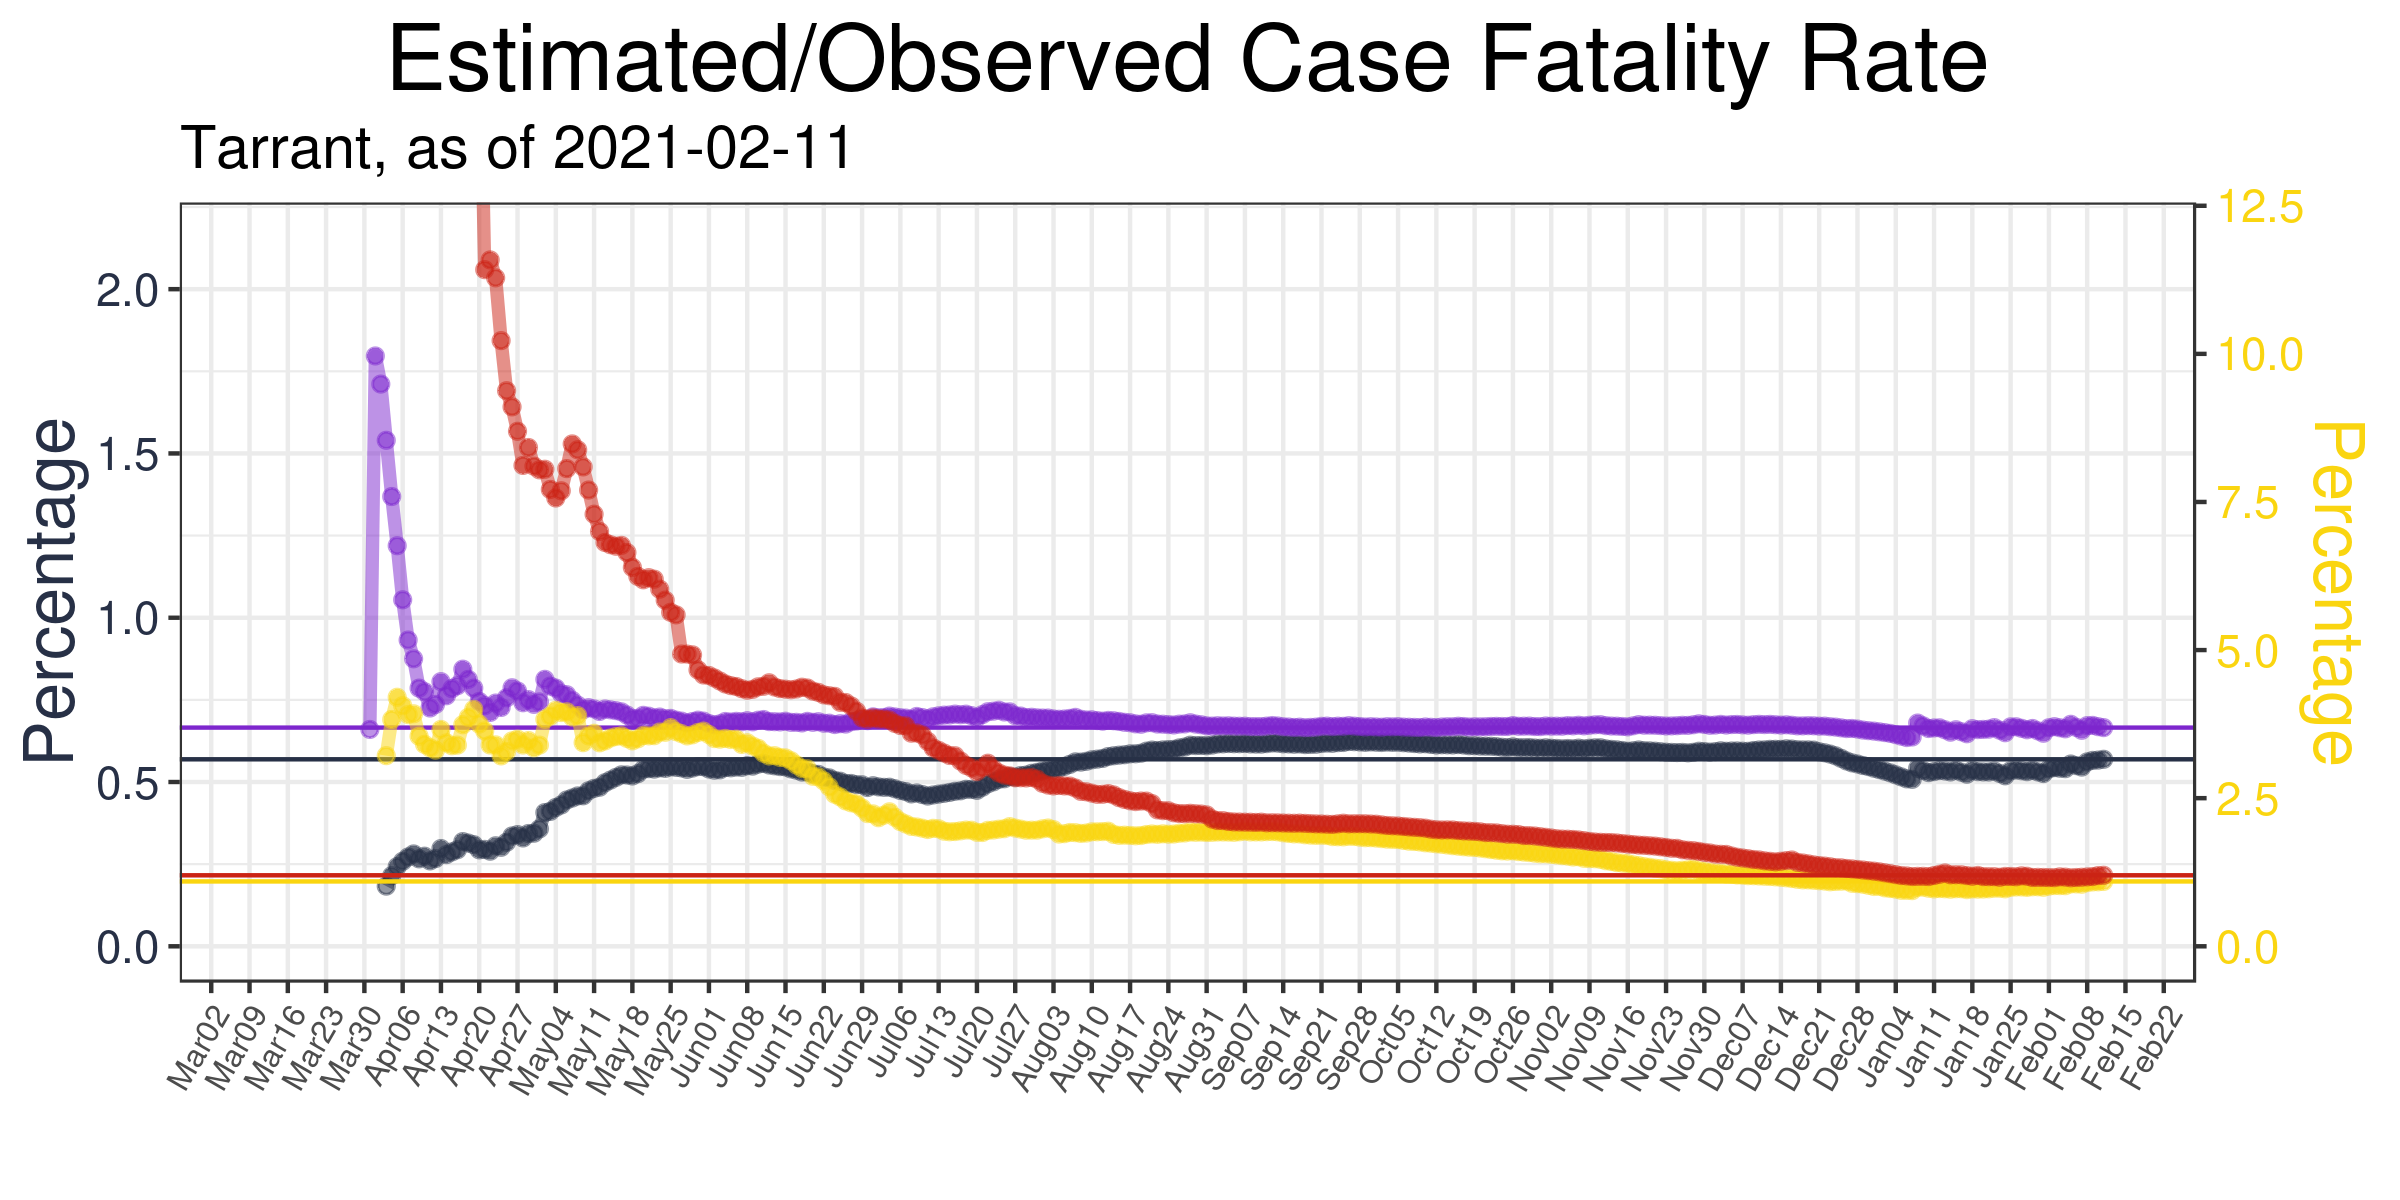 Estimated/Observed Case Fatality Rate
Tarrant, as of 2021-02-11
Percentage
2.0
1.5
1.0
0.5
0.0
12.5
10.0
7.5
5.0
2.5
0.0
Percentage
Mar02 Mar09 Mar16 Mar23 Mar30 Apr06 Apr13 Apr20 Apr27 May04 May11 May18 May25 Jun01 Jun08 Jun15 Jun22 Jun29 Jul06 Jul13 Jul20 Jul27 Aug03 Aug10 Aug17 Aug24 Aug31 Sep07 Sep14 Sep21 Sep28 Oct05 Oct12 Oct19 Oct26 Nov02 Nov09 Nov16 Nov23 Nov30 Dec07 Dec14 Dec21 Dec28 Jan04 Jan11 Jan18 Jan25 Feb01 Feb08 Feb15 Feb22